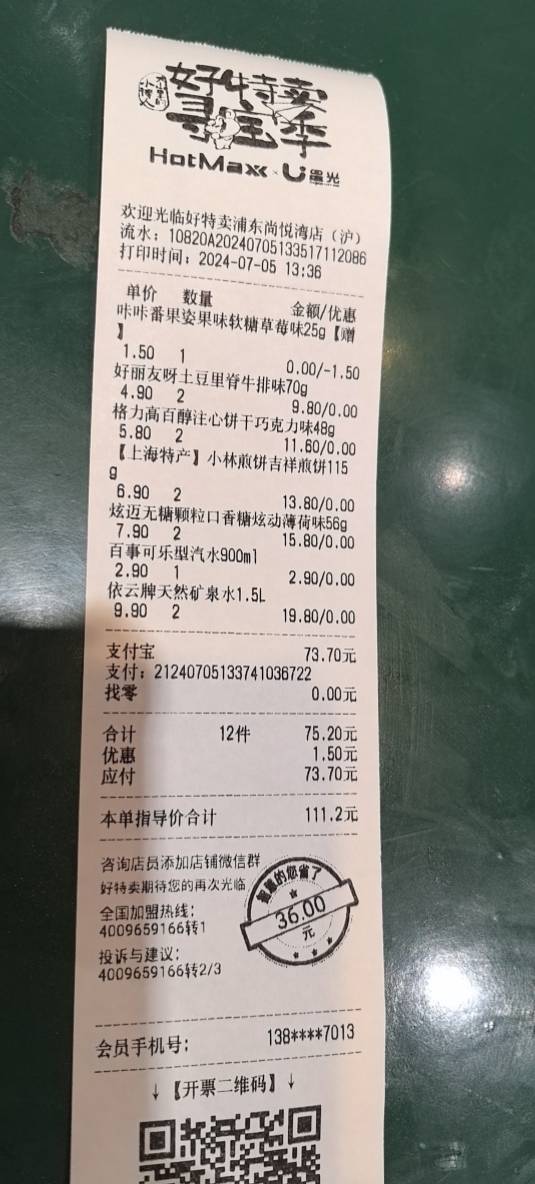 好特卖
寻宝季
HotMaxx × U 星光
欢迎光临好特卖浦东尚悦湾店（沪）
流水：10820A20240705133517112086
打印时间：2024-07-05 13:36
单价 数量 金额/优惠
咔咔番果姿果味软糖草莓味25g【赠
】
1.50 1 0.00/-1.50
好丽友呀土豆里脊牛排味70g
4.90 2 9.80/0.00
格力高百醇注心饼干巧克力味48g
5.80 2 11.60/0.00
【上海特产】小林煎饼吉祥煎饼115
g
6.90 2 13.80/0.00
炫迈无糖颗粒口香糖炫动薄荷味56g
7.90 2 15.80/0.00
百事可乐型汽水900ml
2.90 1 2.90/0.00
依云牌天然矿泉水1.5L
9.90 2 19.80/0.00
支付宝 73.70元
支付：21240705133741036722
找零 0.00元
合计 12件 75.20元
优惠 1.50元
应付 73.70元
本单指导价合计 111.2元
咨询店员添加店铺微信群
好特卖期待您的再次光临
全国加盟热线：
4009659166转1
投诉与建议：
4009659166转2/3
的您省了
36.00
元
会员手机号： 138****7013
↓【开票二维码】↓